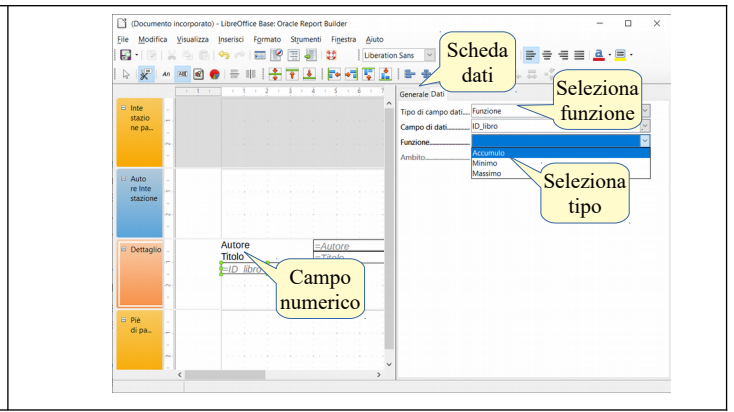 (Documento incorporato) - LibreOffice Base: Oracle Report Builder
File Modifica Visualizza Inserisci Formato Strumenti Finestra Aiuto
Liberation Sans
Scheda
dati
Generale Dati
Tipo di campo dati.... Funzione
Campo di dati............ ID_libro
Funzione................
Ambito................
Accumulo
Minimo
Massimo
Seleziona
funzione
Seleziona
tipo
Inte
stazio
ne pa...
Auto
re Inte
stazione
Dettaglio
Autore =Autore
Titolo =Titolo
=ID_libro
Campo
numerico
Piè
di pa...